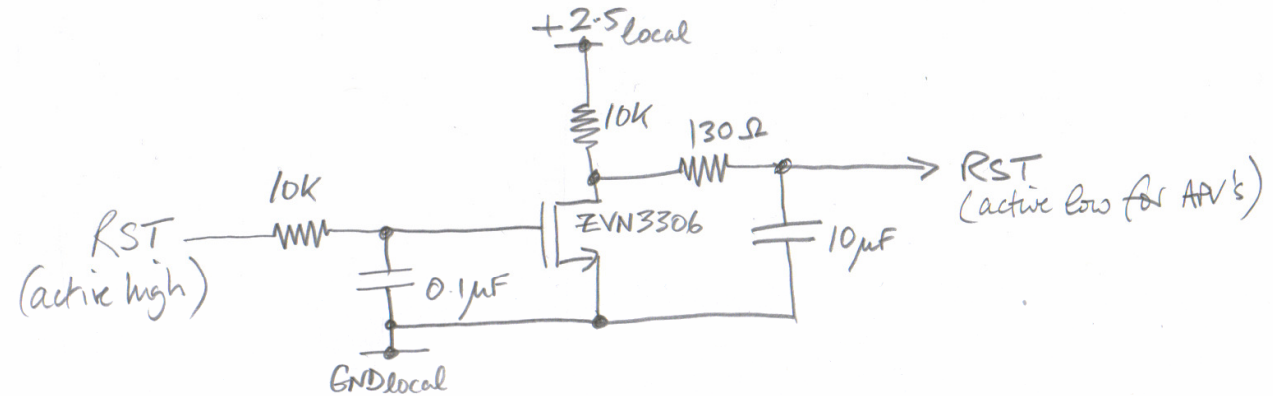 +2.5local
10K
130Ω
RST
(active low for APV's)
10K
ZVN3306
RST
(active high)
0.1μF
10μF
GNDlocal